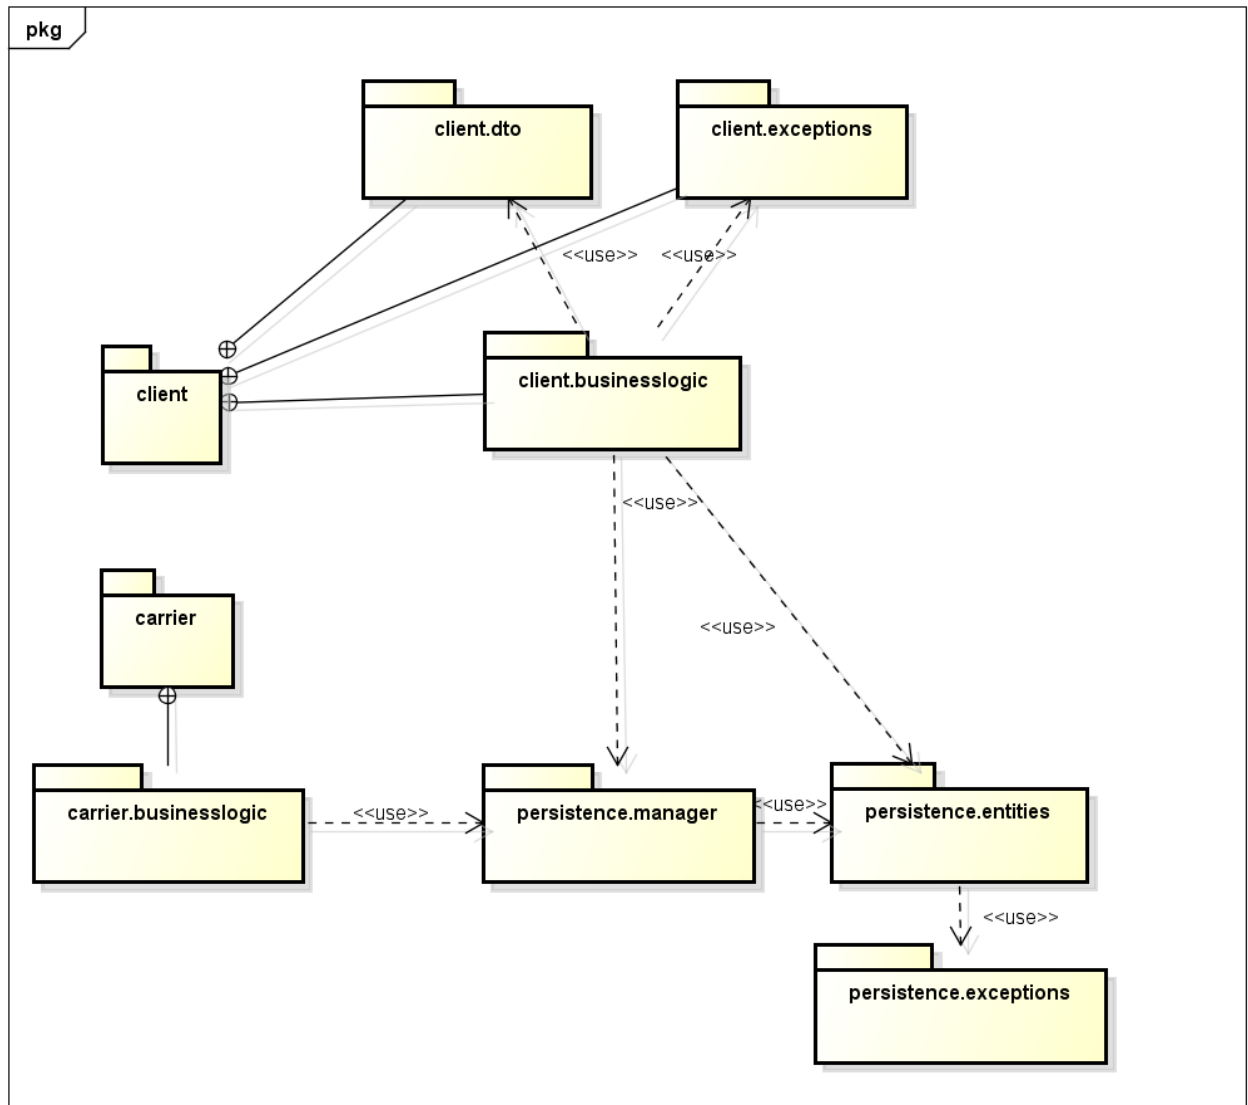 pkg
client.dto
client.exceptions
<<use>>
<<use>>
client
client.businesslogic
<<use>>
carrier
<<use>>
carrier.businesslogic
<<use>>
persistence.manager
<<use>>
persistence.entities
<<use>>
persistence.exceptions